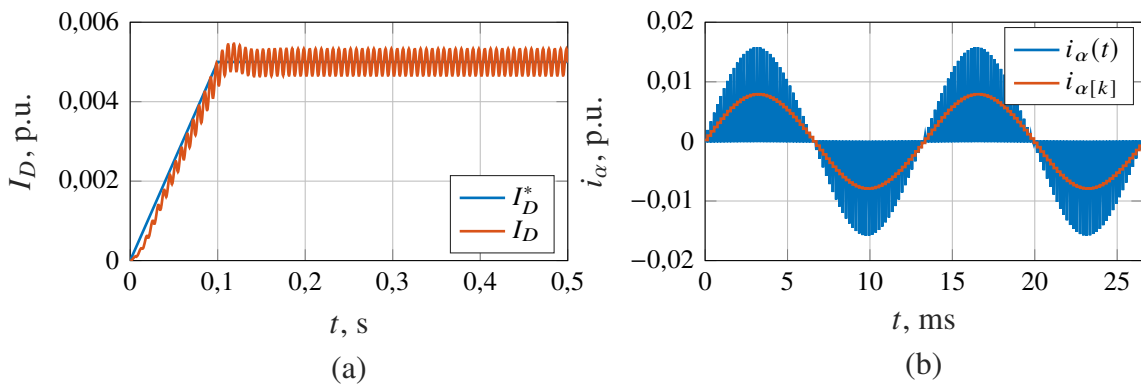 0,006
0,004
0,002
0
I_D, p.u.
I_D^*
I_D
0 0,1 0,2 0,3 0,4 0,5
t, s
(a)
0,02
0,01
0
−0,01
−0,02
i_α, p.u.
i_α(t)
i_α[k]
0 5 10 15 20 25
t, ms
(b)